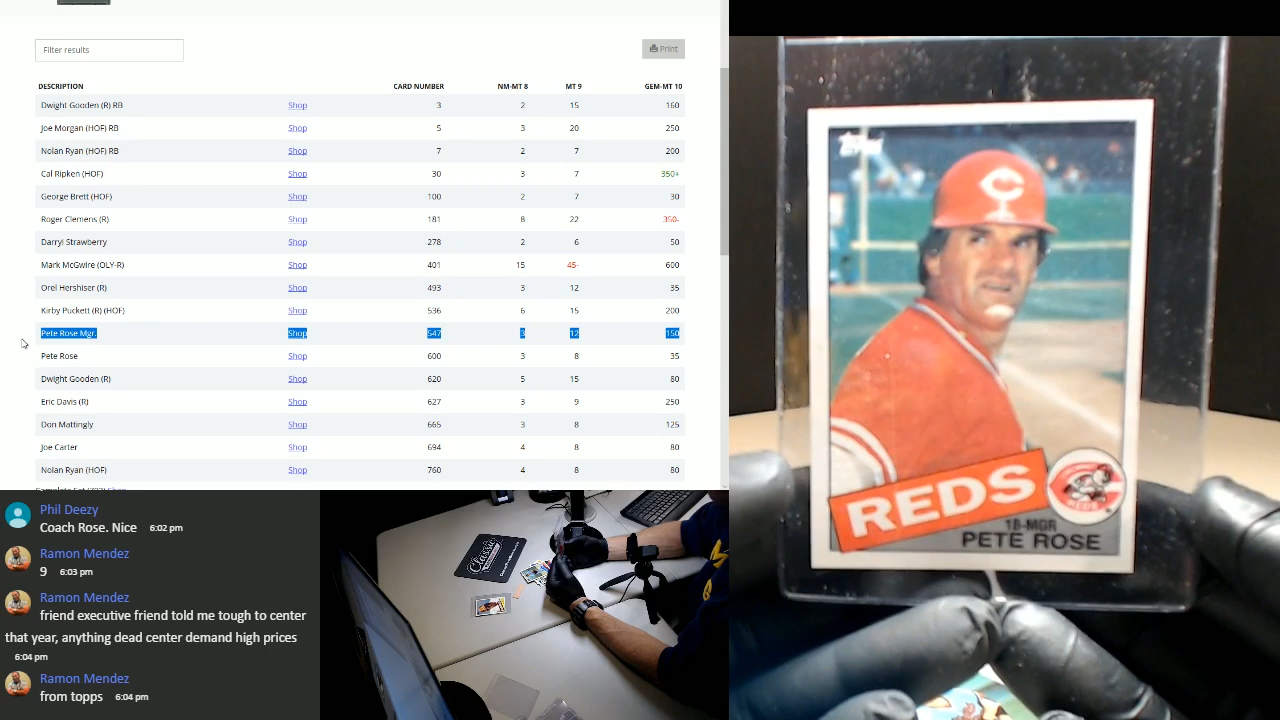 Filter results
Print
DESCRIPTION CARD NUMBER NM-MT 8 MT 9 GEM-MT 10
Dwight Gooden (R) RB Shop 3 2 15 160
Joe Morgan (HOF) RB Shop 5 3 20 250
Nolan Ryan (HOF) RB Shop 7 2 7 200
Cal Ripken (HOF) Shop 30 3 7 350+
George Brett (HOF) Shop 100 2 7 30
Roger Clemens (R) Shop 181 8 22 350-
Darryl Strawberry Shop 278 2 6 50
Mark McGwire (OLY-R) Shop 401 15 45- 600
Orel Hershiser (R) Shop 493 3 12 35
Kirby Puckett (R) (HOF) Shop 536 6 15 200
Pete Rose Mgr. Shop 547 3 12 150
Pete Rose Shop 600 3 8 35
Dwight Gooden (R) Shop 620 5 15 80
Eric Davis (R) Shop 627 3 9 250
Don Mattingly Shop 665 3 8 125
Joe Carter Shop 694 4 8 80
Nolan Ryan (HOF) Shop 760 4 8 80
Phil Deezy
Coach Rose. Nice 6:02 pm
Ramon Mendez
9 6:03 pm
Ramon Mendez
friend executive friend told me tough to center
that year, anything dead center demand high prices
6:04 pm
Ramon Mendez
from topps 6:04 pm
Classic
Topps
C
REDS
REDS
1B-MGR
PETE ROSE